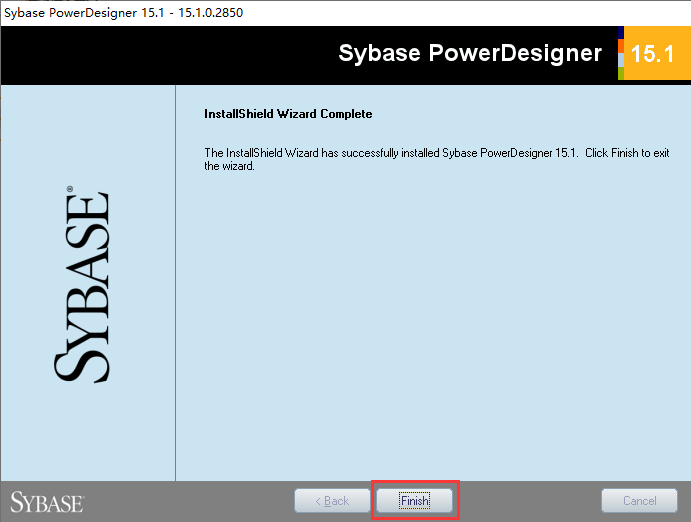 Sybase PowerDesigner 15.1 - 15.1.0.2850
Sybase PowerDesigner
15.1
InstallShield Wizard Complete
The InstallShield Wizard has successfully installed Sybase PowerDesigner 15.1. Click Finish to exit
the wizard.
SYBASE®
SYBASE
< Back
Finish
Cancel